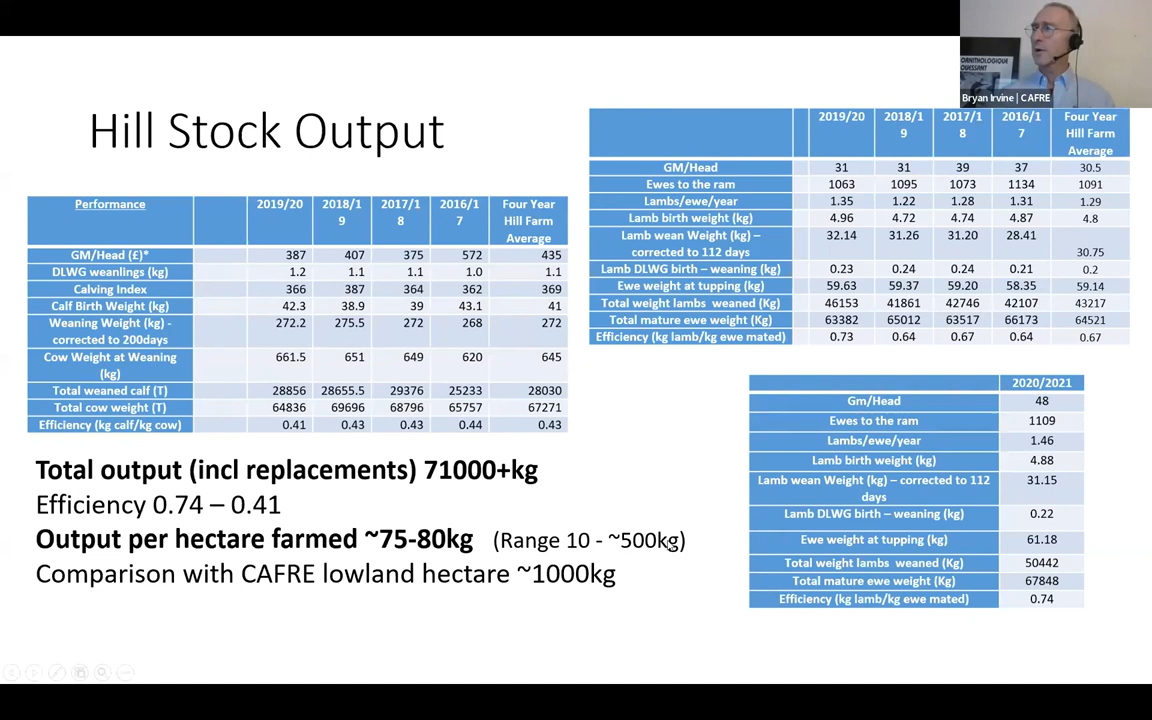 ORNITHOLOGIQUE
OUESSANT
Bryan Irvine | CAFRE
Hill Stock Output
Performance 2019/20 2018/1 2017/1 2016/1 Four Year
9 8 7 Hill Farm
Average
GM/Head (£)* 387 407 375 572 435
DLWG weanlings (kg) 1.2 1.1 1.1 1.0 1.1
Calving Index 366 387 364 362 369
Calf Birth Weight (kg) 42.3 38.9 39 43.1 41
Weaning Weight (kg) - 272.2 275.5 272 268 272
corrected to 200days
Cow Weight at Weaning 661.5 651 649 620 645
(kg)
Total weaned calf (T) 28856 28655.5 29376 25233 28030
Total cow weight (T) 64836 69696 68796 65757 67271
Efficiency (kg calf/kg cow) 0.41 0.43 0.43 0.44 0.43
2019/20 2018/1 2017/1 2016/1 Four Year
9 8 7 Hill Farm
Average
GM/Head 31 31 39 37 30.5
Ewes to the ram 1063 1095 1073 1134 1091
Lambs/ewe/year 1.35 1.22 1.28 1.31 1.29
Lamb birth weight (kg) 4.96 4.72 4.74 4.87 4.8
Lamb wean Weight (kg) – 32.14 31.26 31.20 28.41
corrected to 112 days 30.75
Lamb DLWG birth – weaning (kg) 0.23 0.24 0.24 0.21 0.2
Ewe weight at tupping (kg) 59.63 59.37 59.20 58.35 59.14
Total weight lambs weaned (Kg) 46153 41861 42746 42107 43217
Total mature ewe weight (Kg) 63382 65012 63517 66173 64521
Efficiency (kg lamb/kg ewe mated) 0.73 0.64 0.67 0.64 0.67
2020/2021
Gm/Head 48
Ewes to the ram 1109
Lambs/ewe/year 1.46
Lamb birth weight (kg) 4.88
Lamb wean Weight (kg) – corrected to 112 31.15
days
Lamb DLWG birth – weaning (kg) 0.22
Ewe weight at tupping (kg) 61.18
Total weight lambs weaned (Kg) 50442
Total mature ewe weight (Kg) 67848
Efficiency (kg lamb/kg ewe mated) 0.74
Total output (incl replacements) 71000+kg
Efficiency 0.74 – 0.41
Output per hectare farmed ~75-80kg (Range 10 - ~500kg)
Comparison with CAFRE lowland hectare ~1000kg